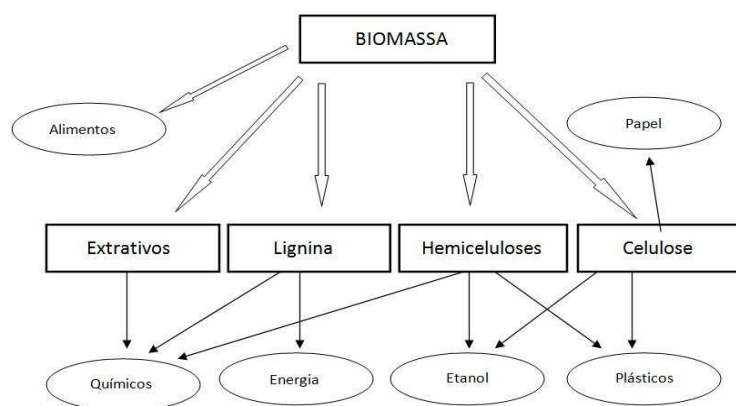 BIOMASSA
Alimentos
Papel
Extrativos
Lignina
Hemiceluloses
Celulose
Químicos
Energia
Etanol
Plásticos